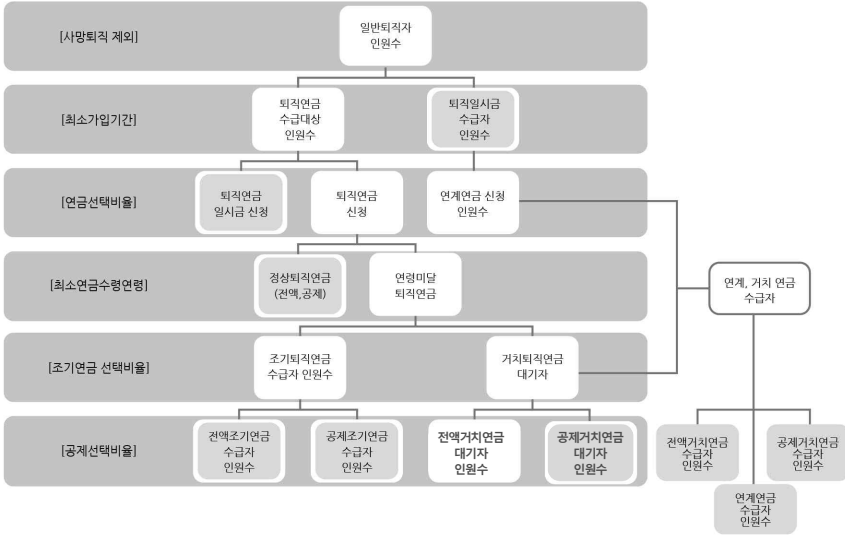 [사망퇴직 제외]
일반퇴직자
인원수
[최소가입기간]
퇴직연금
수급대상
인원수
퇴직일시금
수급자
인원수
[연금선택비율]
퇴직연금
일시금 신청
퇴직연금
신청
연계연금 신청
인원수
[최소연금수령연령]
정상퇴직연금
(전액,공제)
연령미달
퇴직연금
연계, 거치 연금
수급자
[조기연금 선택비율]
조기퇴직연금
수급자 인원수
거치퇴직연금
대기자
[공제선택비율]
전액조기연금
수급자
인원수
공제조기연금
수급자
인원수
전액거치연금
대기자
인원수
공제거치연금
대기자
인원수
전액거치연금
수급자
인원수
공제거치연금
수급자
인원수
연계연금
수급자
인원수